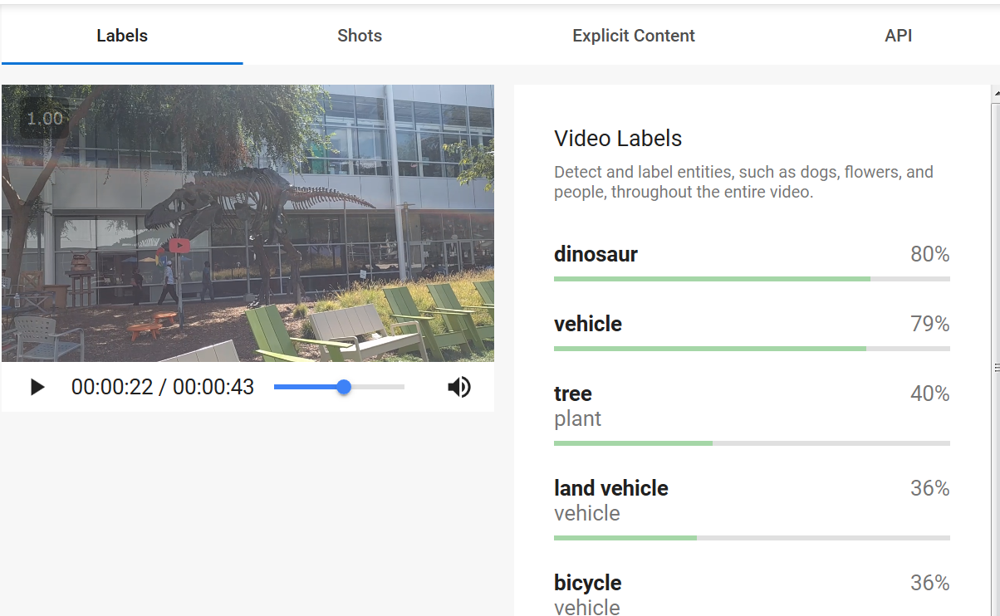 Labels
Shots
Explicit Content
API
1.00
00:00:22 / 00:00:43
Video Labels
Detect and label entities, such as dogs, flowers, and
people, throughout the entire video.
dinosaur 80%
vehicle 79%
tree 40%
plant
land vehicle 36%
vehicle
bicycle 36%
vehicle